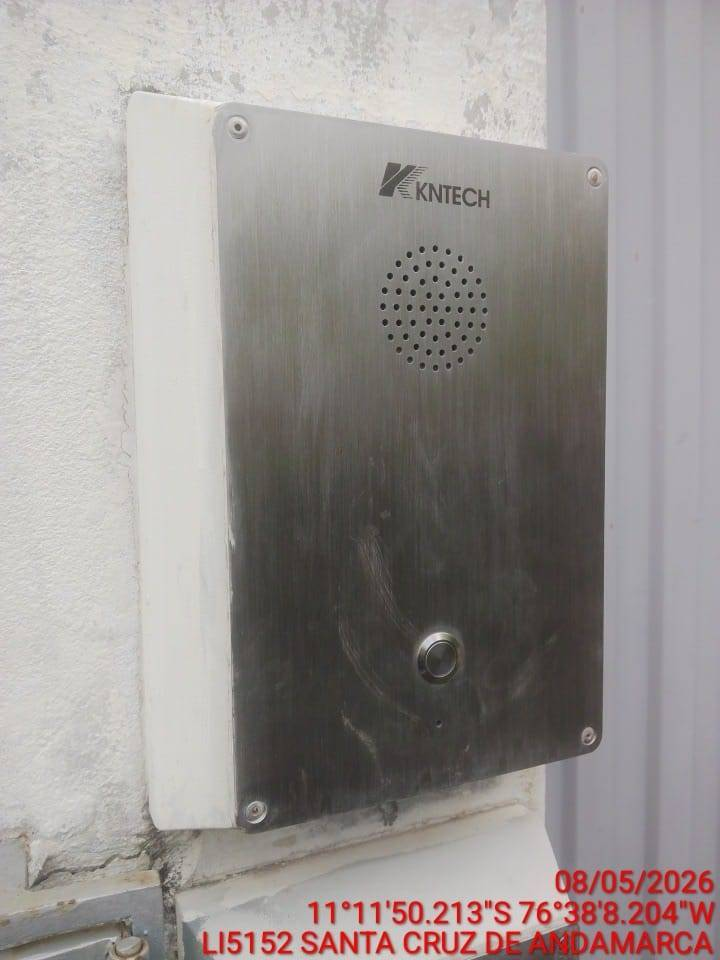 KNTECH
08/05/2026
11°11'50.213"S 76°38'8.204"W
LI5152 SANTA CRUZ DE ANDAMARCA